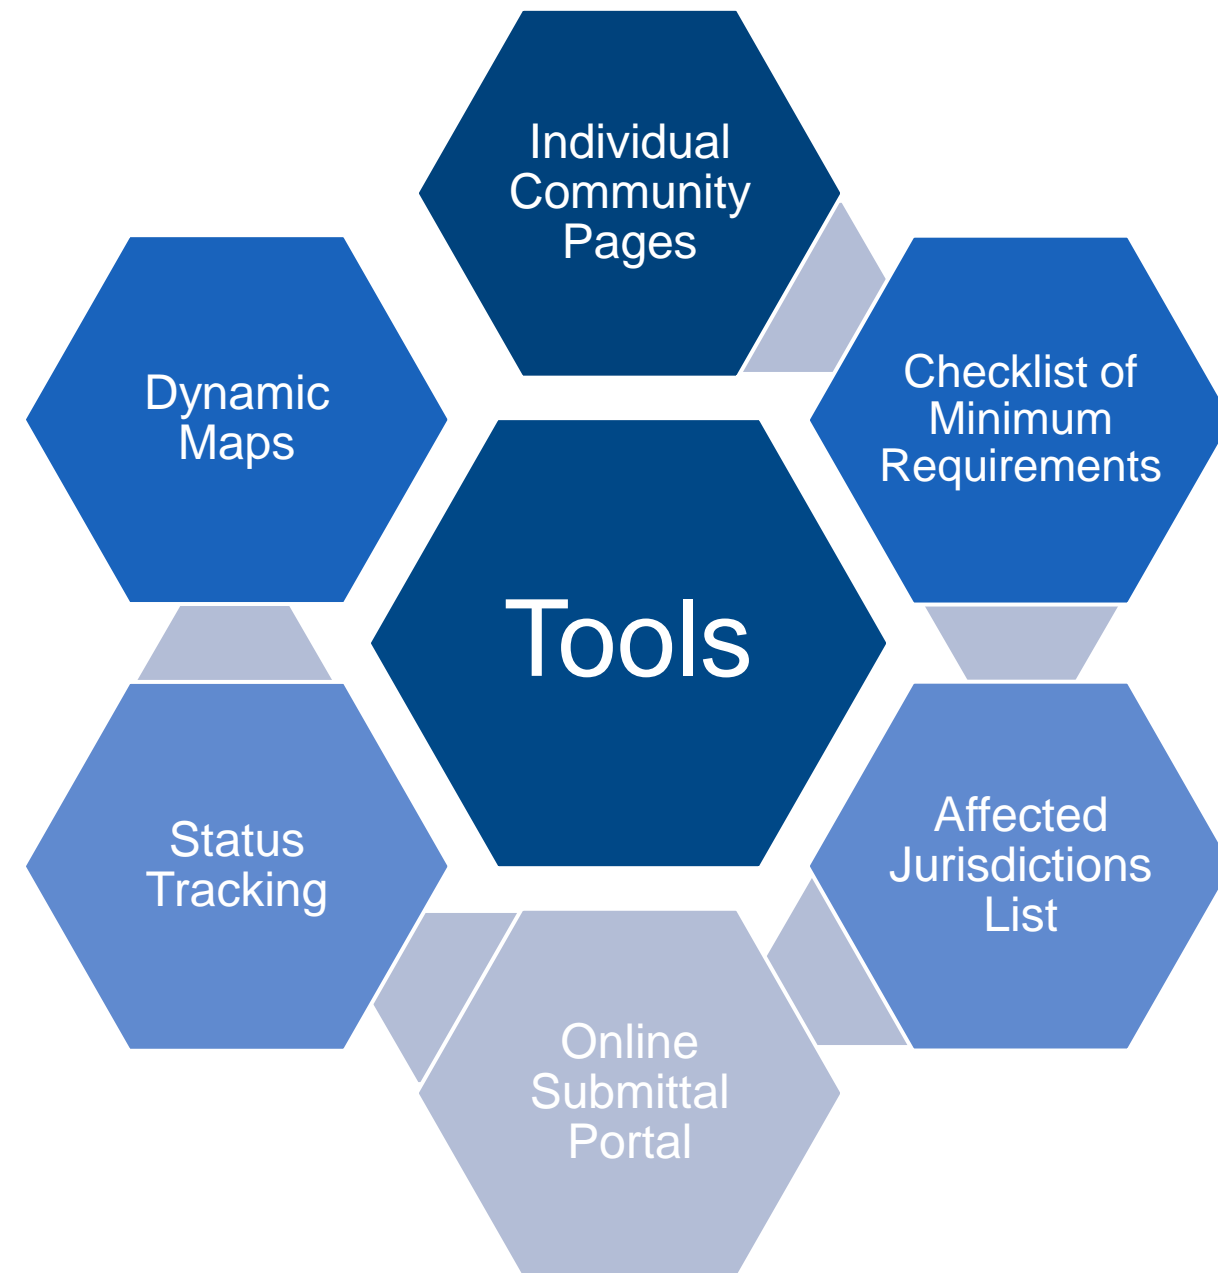 Individual
Community
Pages
Checklist of
Minimum
Requirements
Affected
Jurisdictions
List
Online
Submittal
Portal
Status
Tracking
Dynamic
Maps
Tools